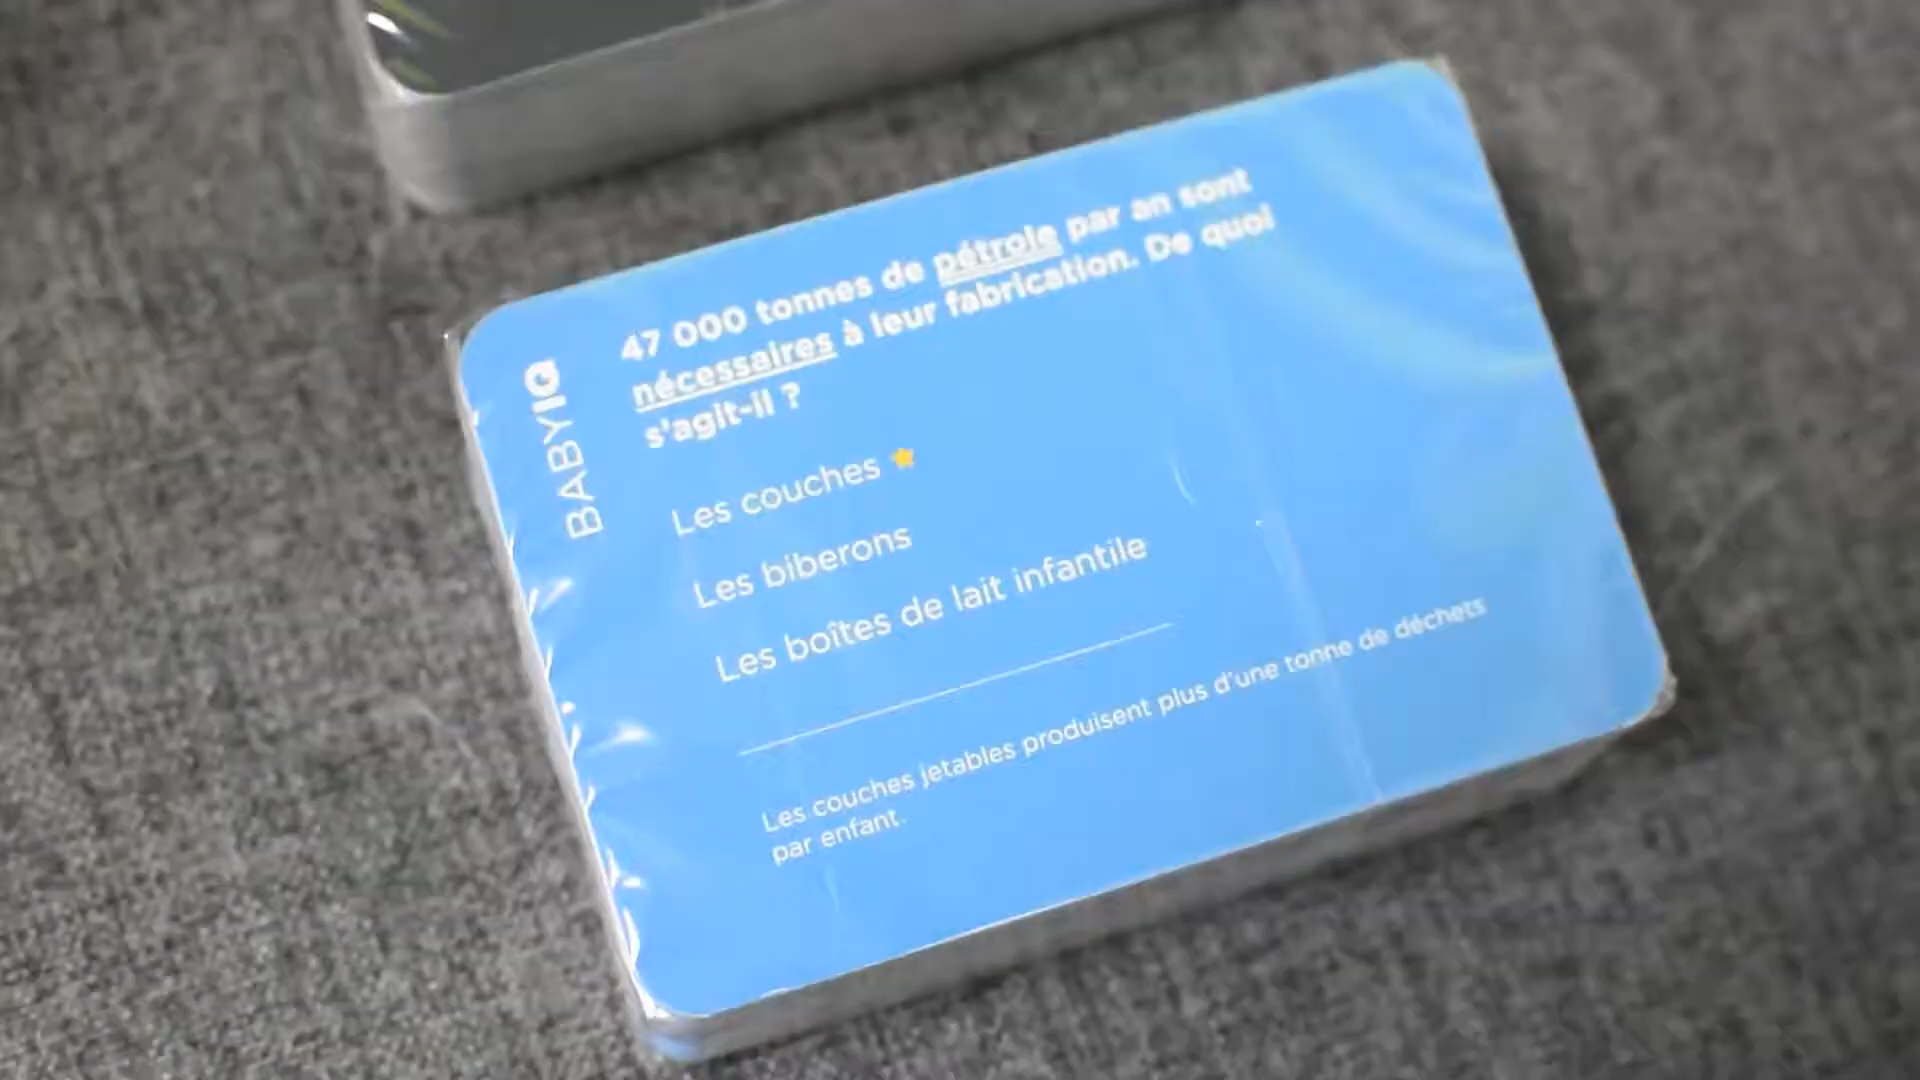 BABYIQ
47 000 tonnes de pétrole par an sont
nécessaires à leur fabrication. De quoi
s'agit-il ?
Les couches
Les biberons
Les boîtes de lait infantile
Les couches jetables produisent plus d'une tonne de déchets
par enfant.